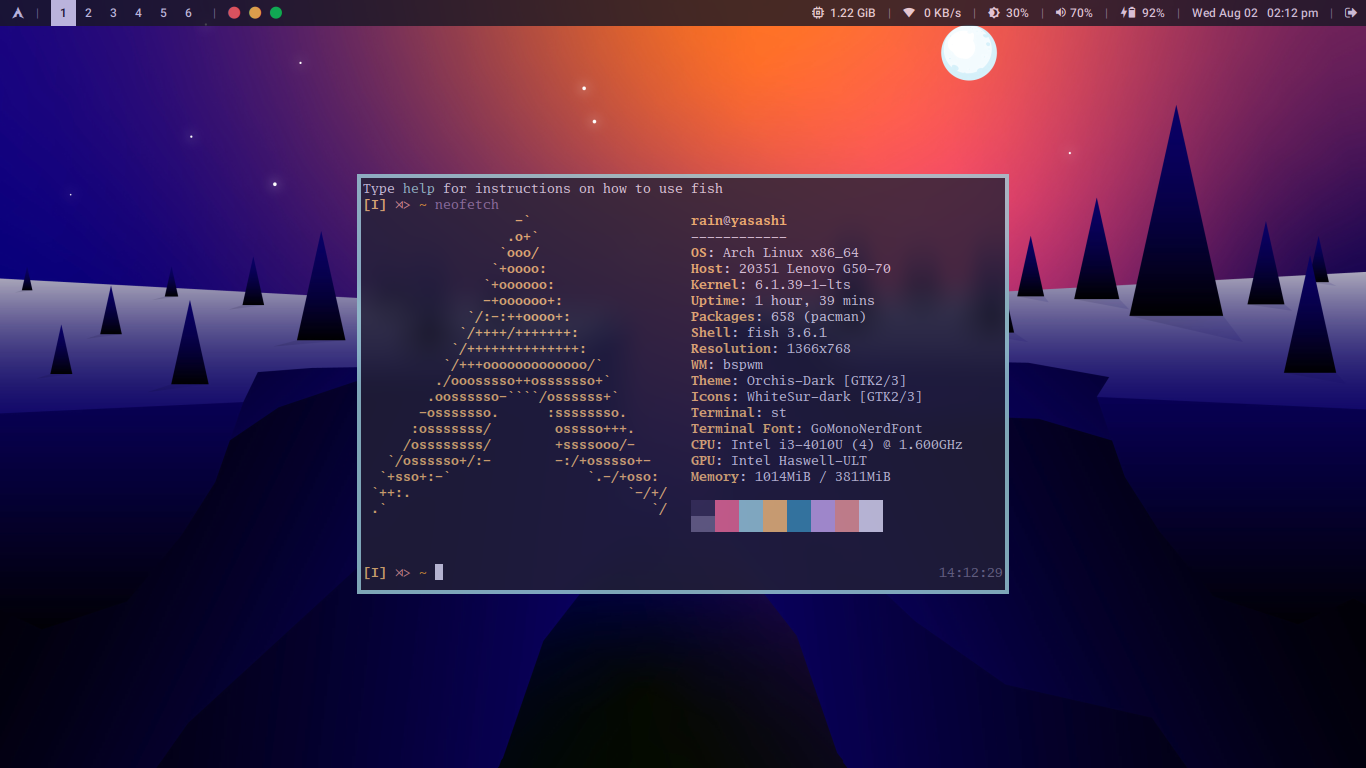 1 2 3 4 5 6 1.22 GiB | 0 KB/s | 30% | 70% | 92% | Wed Aug 02 02:12 pm |
Type help for instructions on how to use fish
[I] ⋊> ~ neofetch
-` rain@yasashi
.o+` ------------
`ooo/ OS: Arch Linux x86_64
`+oooo: Host: 20351 Lenovo G50-70
`+oooooo: Kernel: 6.1.39-1-lts
-+oooooo+: Uptime: 1 hour, 39 mins
`/:-:++oooo+: Packages: 658 (pacman)
`/++++/+++++++: Shell: fish 3.6.1
`/++++++++++++++: Resolution: 1366x768
`/+++ooooooooooooo/` WM: bspwm
./ooosssso++osssssso+` Theme: Orchis-Dark [GTK2/3]
.oossssso-````/ossssss+` Icons: WhiteSur-dark [GTK2/3]
-osssssso. :ssssssso. Terminal: st
:osssssss/ osssso+++. Terminal Font: GoMonoNerdFont
/ossssssss/ +ssssooo/- CPU: Intel i3-4010U (4) @ 1.600GHz
`/ossssso+/:- -:/+osssso+- GPU: Intel Haswell-ULT
`+sso+:-` `.-/+oso: Memory: 1014MiB / 3811MiB
`++:. `-/+/
.` `/
[I] ⋊> ~ 14:12:29